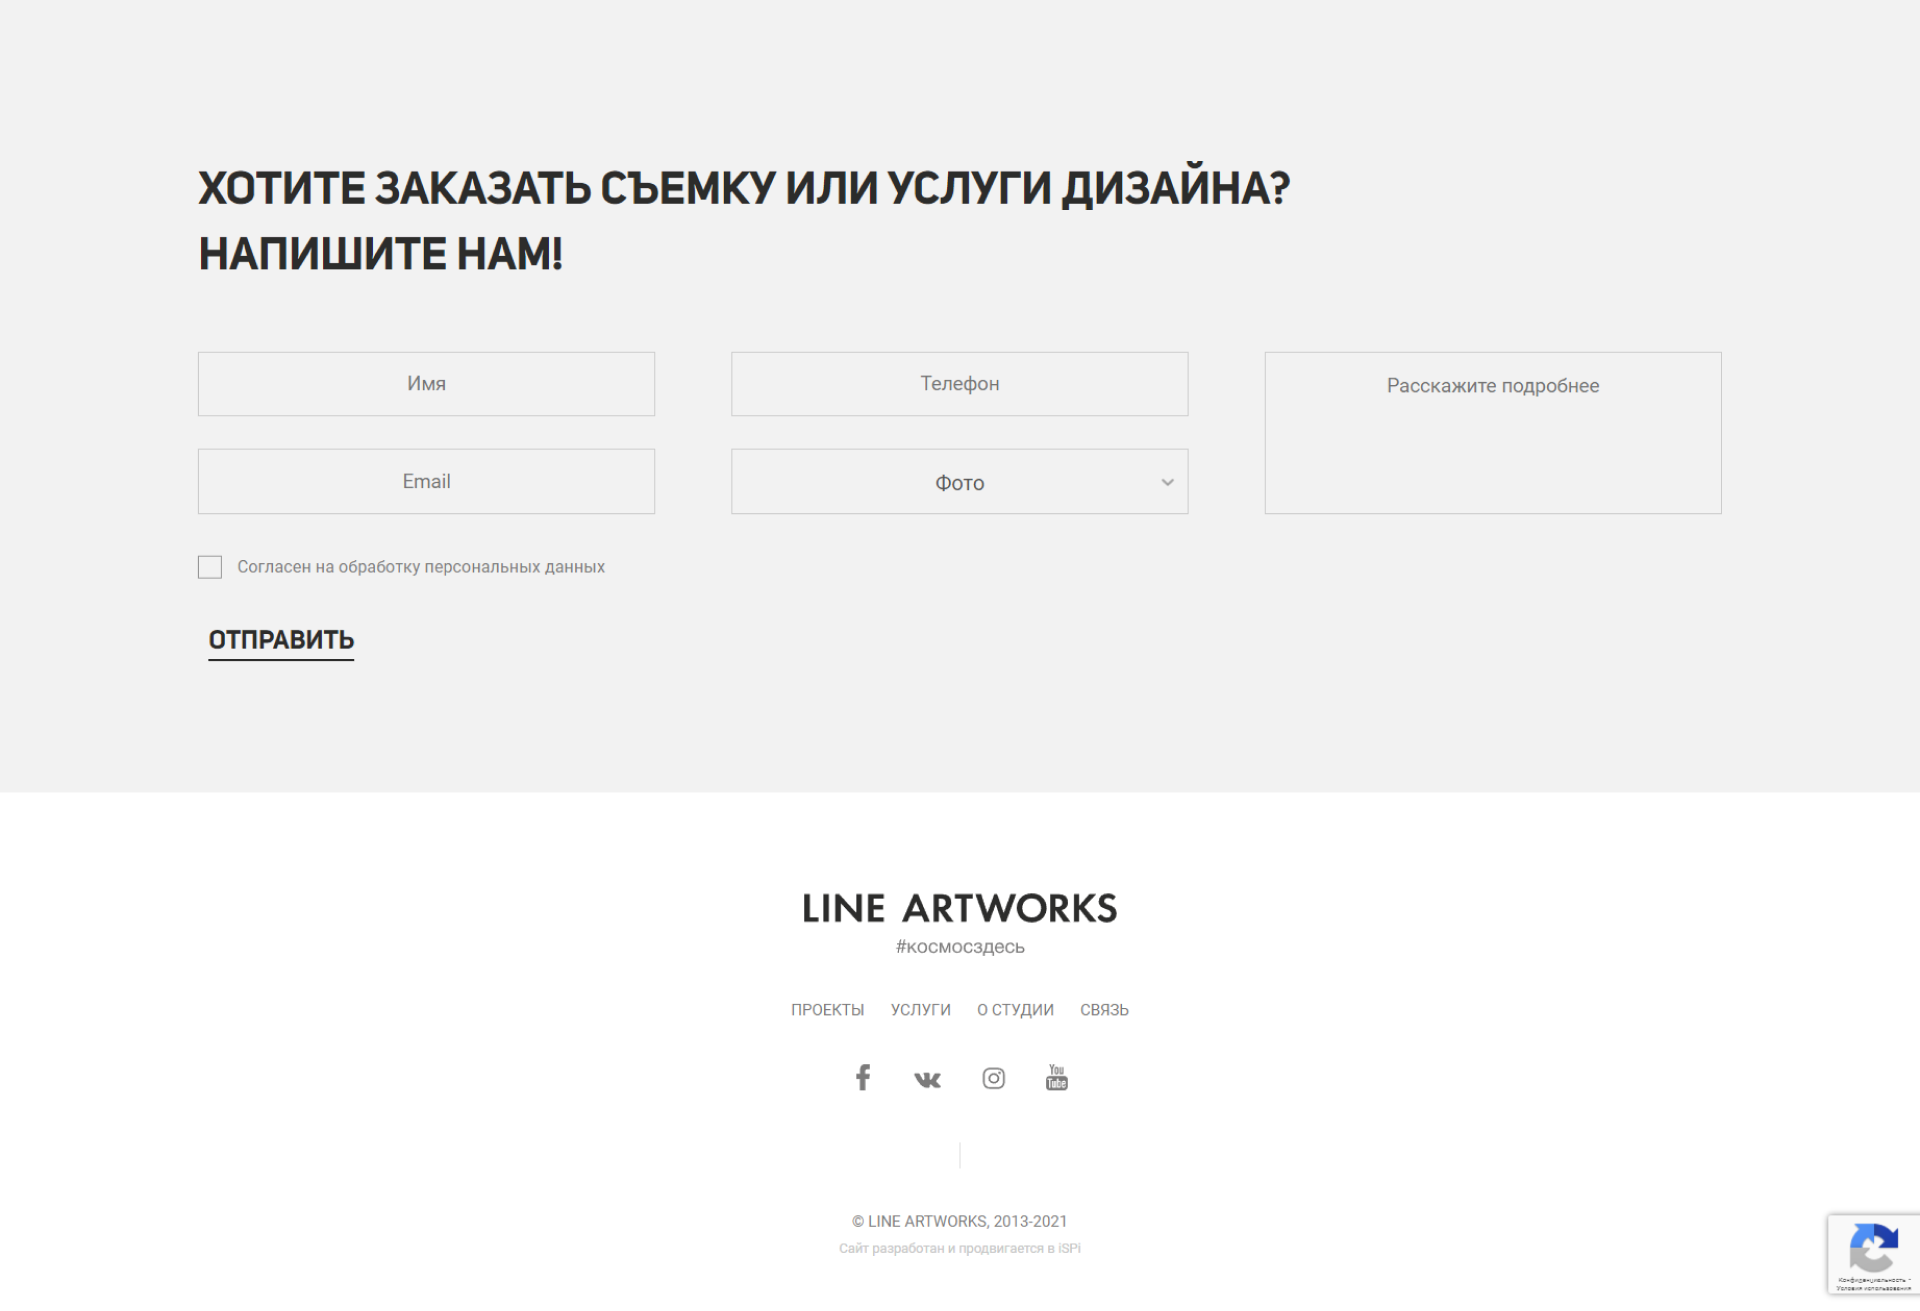 ХОТИТЕ ЗАКАЗАТЬ СЪЕМКУ ИЛИ УСЛУГИ ДИЗАЙНА?
НАПИШИТЕ НАМ!
Имя
Телефон
Расскажите подробнее
Email
Фото
Согласен на обработку персональных данных
ОТПРАВИТЬ
LINE ARTWORKS
#космосздесь
ПРОЕКТЫ УСЛУГИ О СТУДИИ СВЯЗЬ
You
Tube
© LINE ARTWORKS, 2013-2021
Сайт разработан и продвигается в iSPi
Конфиденциальность -
Условия использования